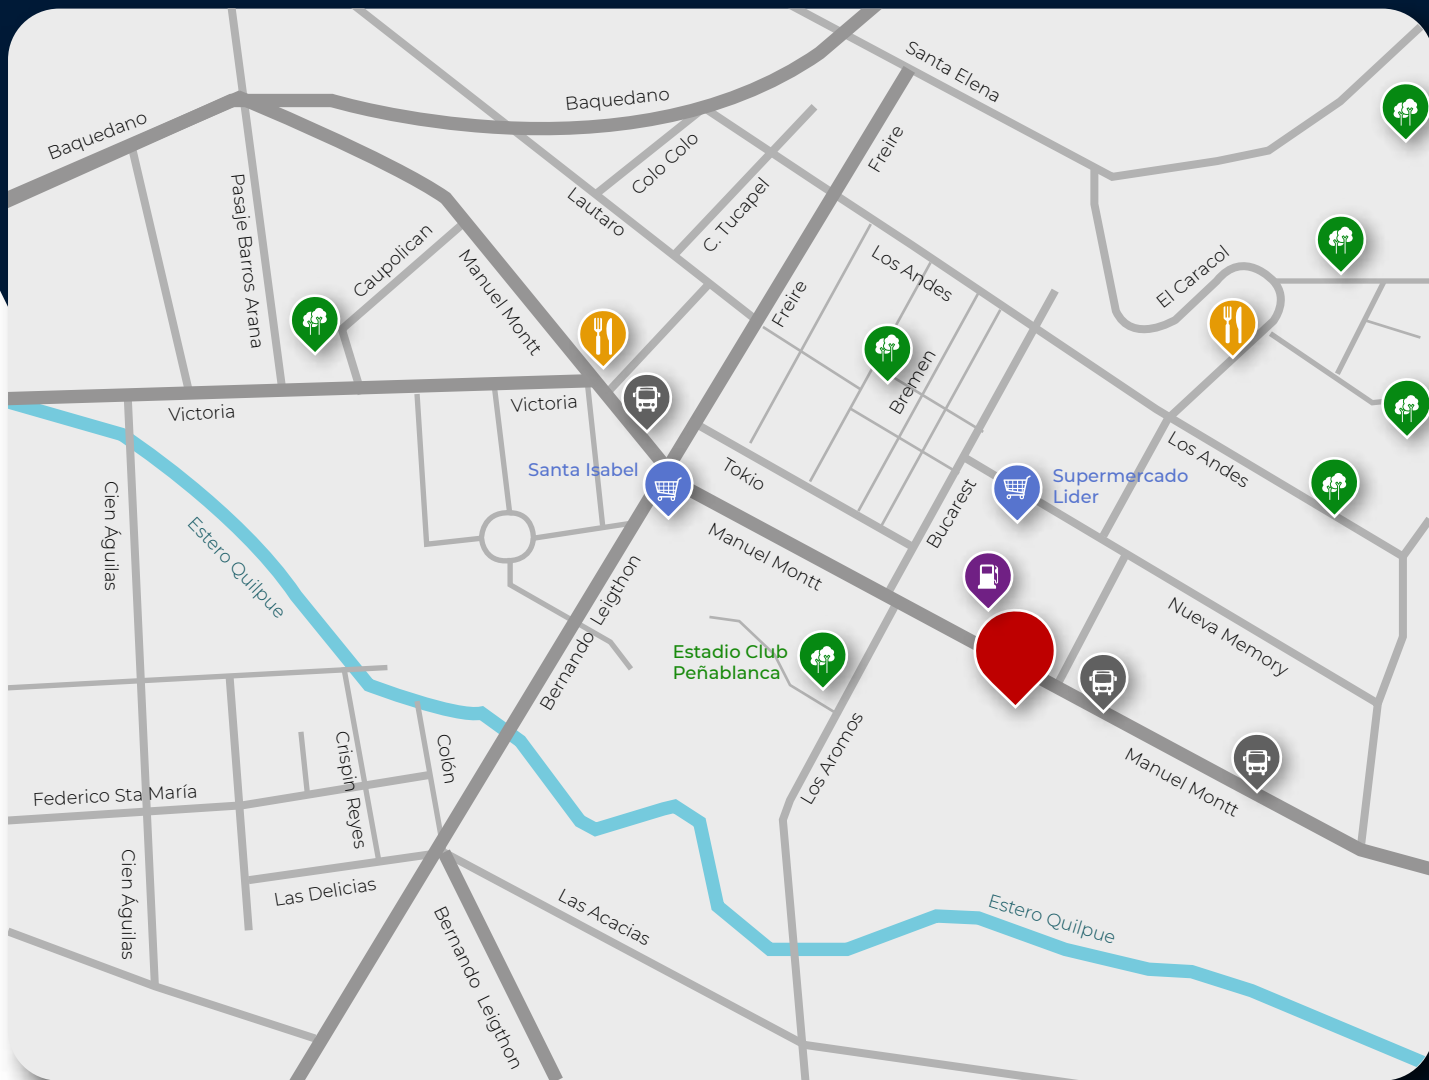 Santa Elena
Baquedano
Baquedano
Freire
Colo Colo
Pasaje Barros Arana
Lautaro
C. Tucapel
Caupolican
Manuel Montt
Los Andes
El Caracol
Freire
Bremen
Victoria
Victoria
Santa Isabel
Tokio
Supermercado
Lider
Los Andes
Cien Águilas
Estero Quilpue
Bucarest
Manuel Montt
Bernando Leigthon
Nueva Memory
Estadio Club
Peñablanca
Crispin Reyes
Colón
Los Aromos
Manuel Montt
Federico Sta María
Cien Águilas
Las Delicias
Las Acacias
Estero Quilpue
Bernando Leigthon